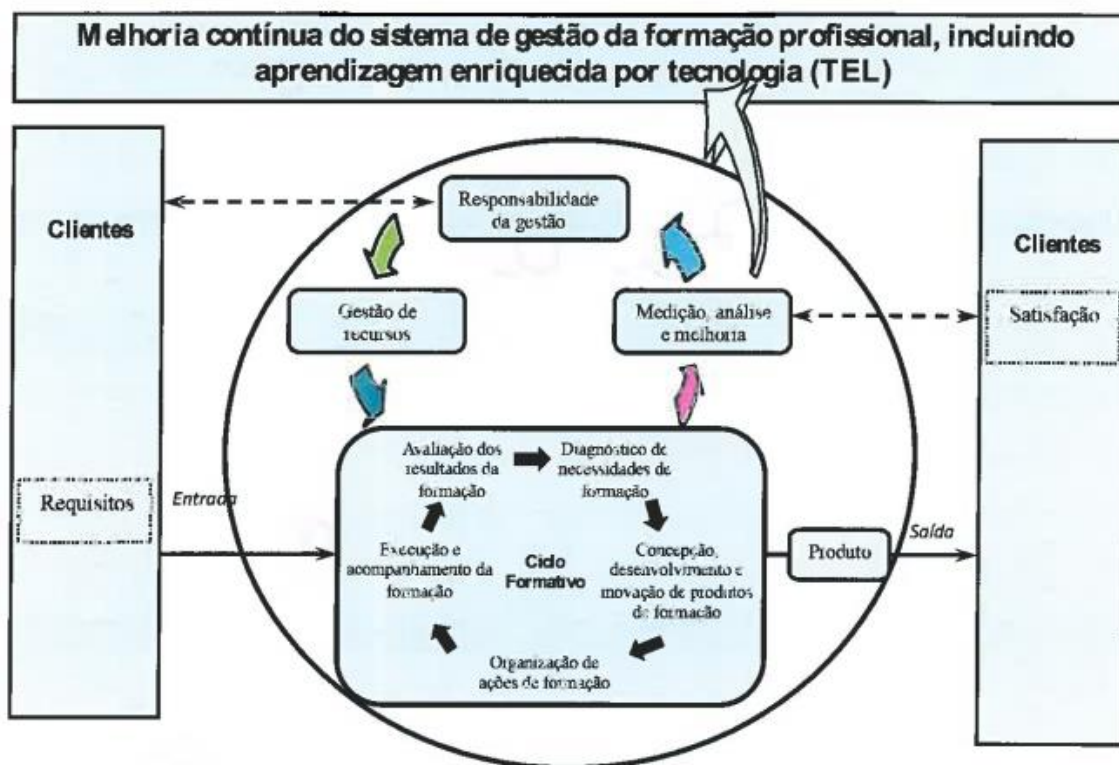 Melhoria contínua do sistema de gestão da formação profissional, incluindo
aprendizagem enriquecida por tecnologia (TEL)
Clientes
Requisitos
Entrada
Responsabilidade
da gestão
Gestão de
recursos
Medição, análise
e melhoria
Avaliação dos
resultados da
formação
Diagnóstico de
necessidades de
formação
Execução e
acompanhamento da
formação
Ciclo
Formativo
Concepção,
desenvolvimento e
inovação de produtos
de formação
Organização de
ações de formação
Produto
Saída
Clientes
Satisfação